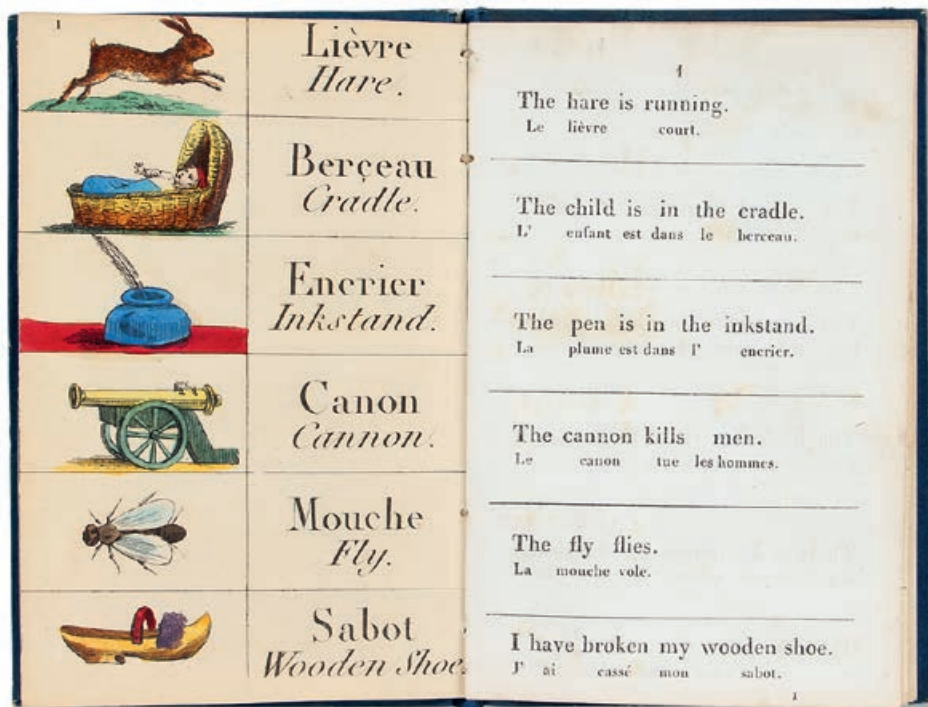 1
Lièvre
Hare.
Berçeau
Cradle.
Encrier
Inkstand.
Canon
Cannon.
Mouche
Fly.
Sabot
Wooden Shoe.
1
The hare is running.
Le lièvre court.
The child is in the cradle.
L' enfant est dans le berceau.
The pen is in the inkstand.
La plume est dans l' encrier.
The cannon kills men.
Le canon tue les hommes.
The fly flies.
La mouche vole.
I have broken my wooden shoe.
J' ai cassé mon sabot.
1